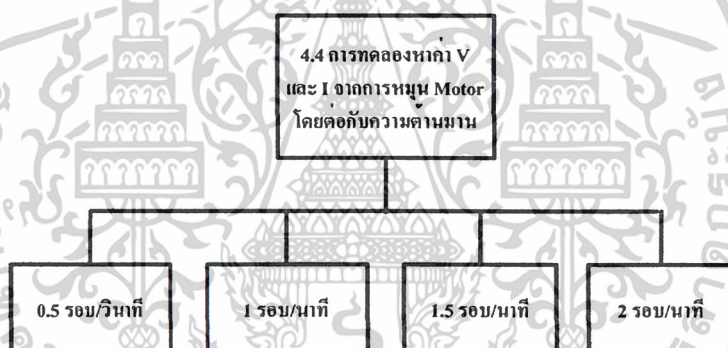 4.4 การทดลองหาค่า V
และ I จากการหมุน Motor
โดยต่อกับความต้านมาน
0.5 รอบ/วินาที
1 รอบ/นาที
1.5 รอบ/นาที
2 รอบ/นาที